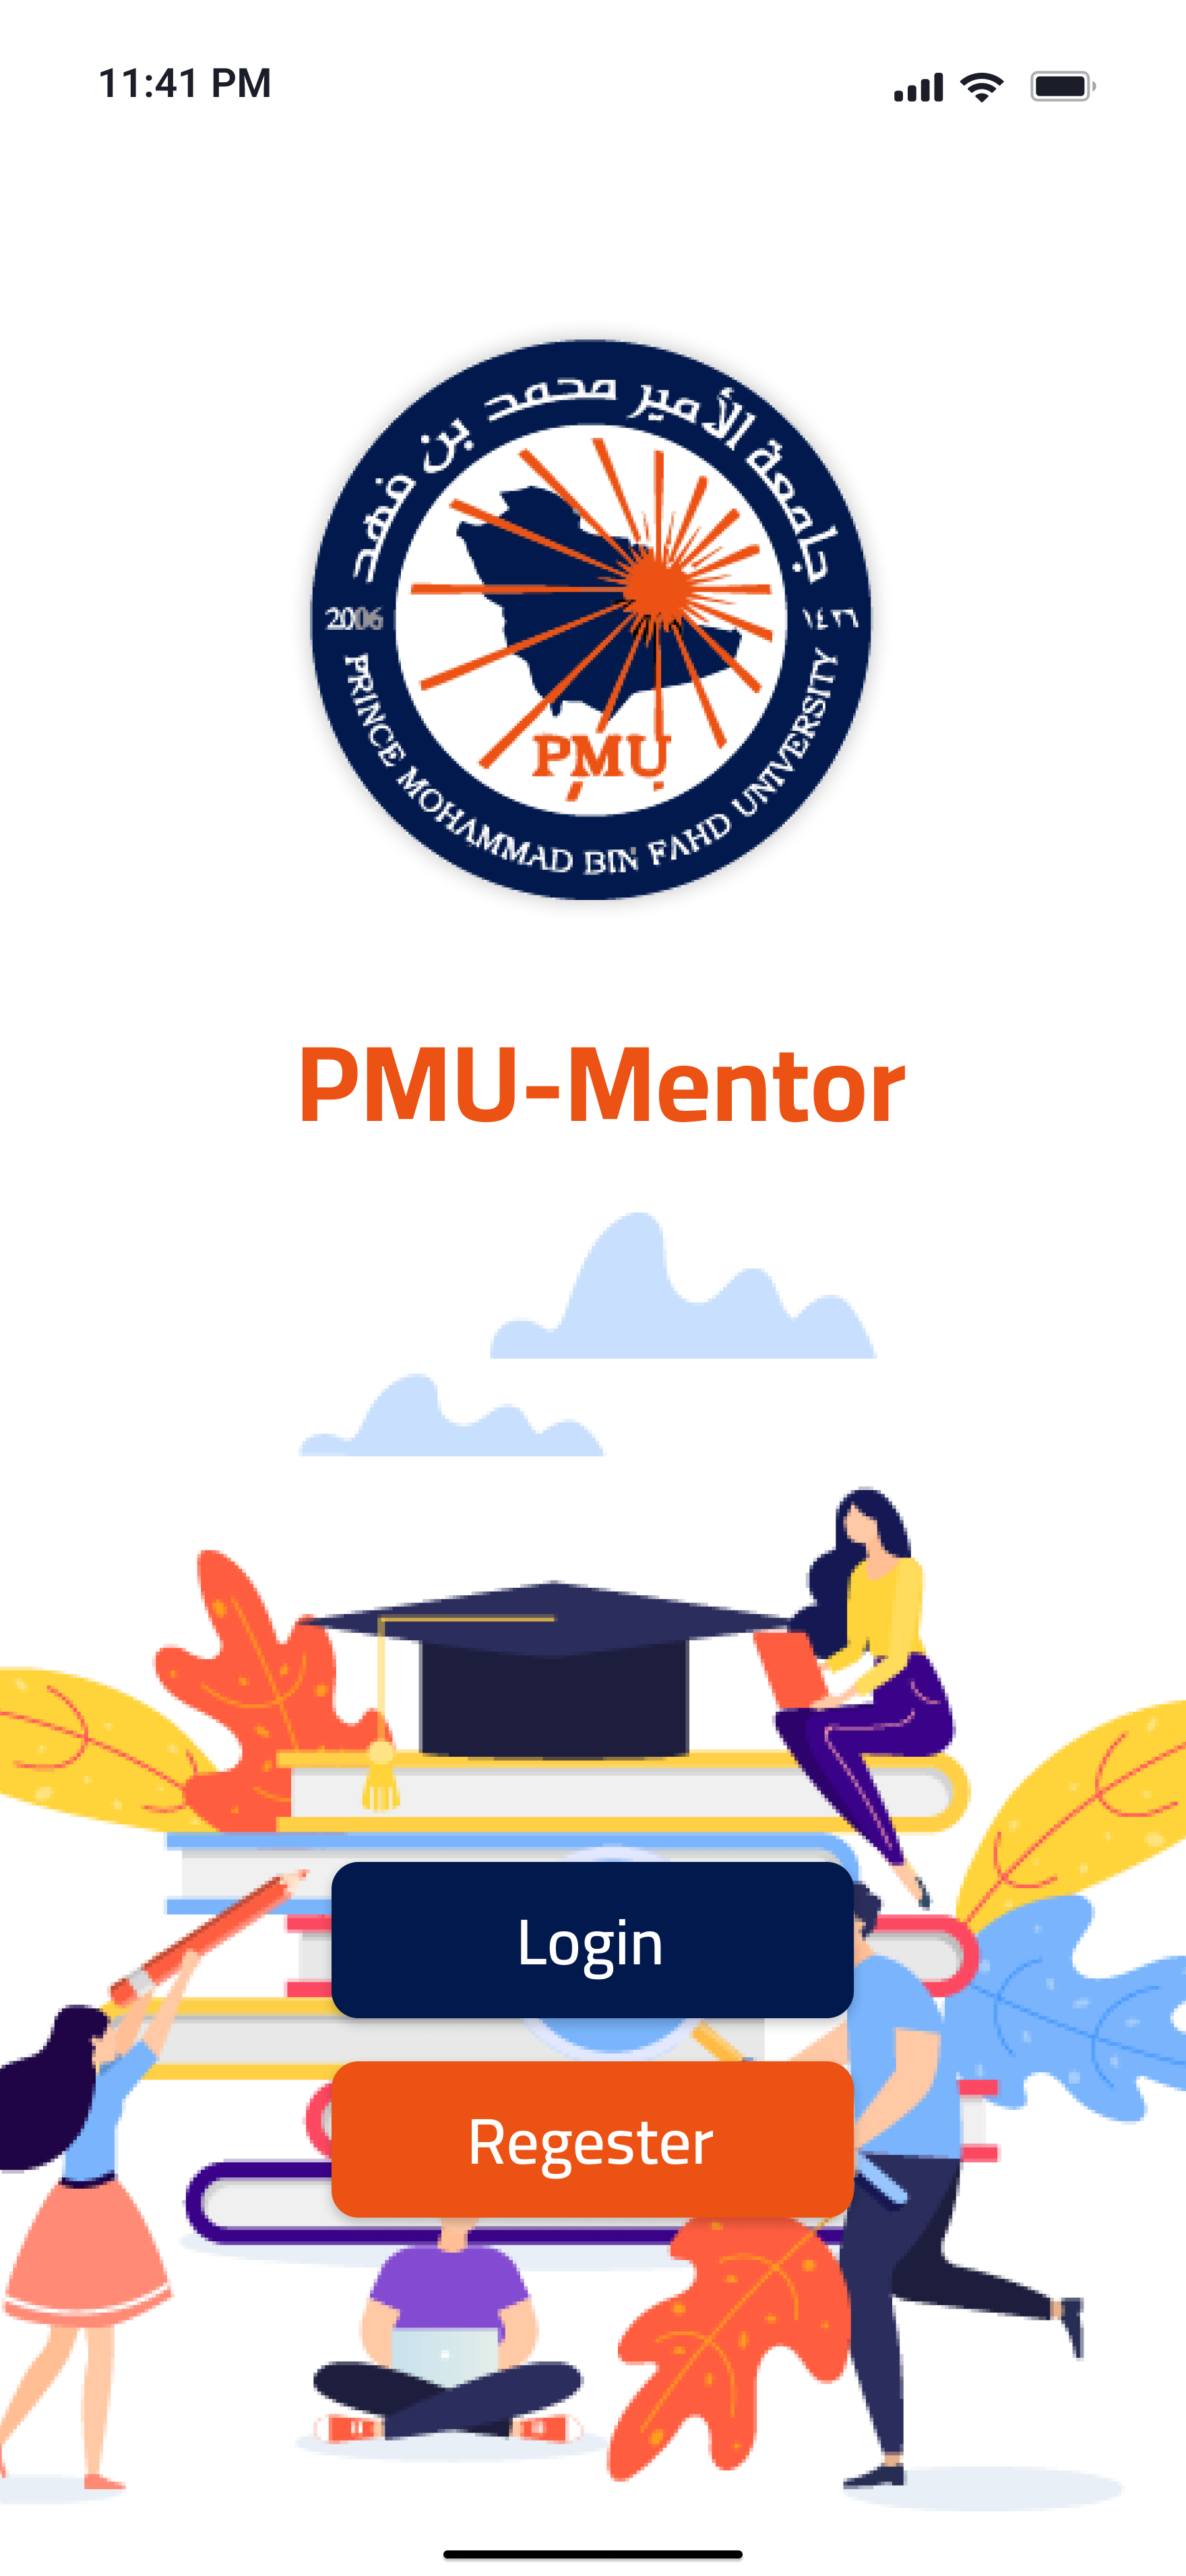 11:41 PM
جامعة الأمير محمد بن فهد
2006
١٤٢٦
PRINCE MOHAMMAD BIN FAHD UNIVERSITY
PMU
PMU-Mentor
Login
Regester